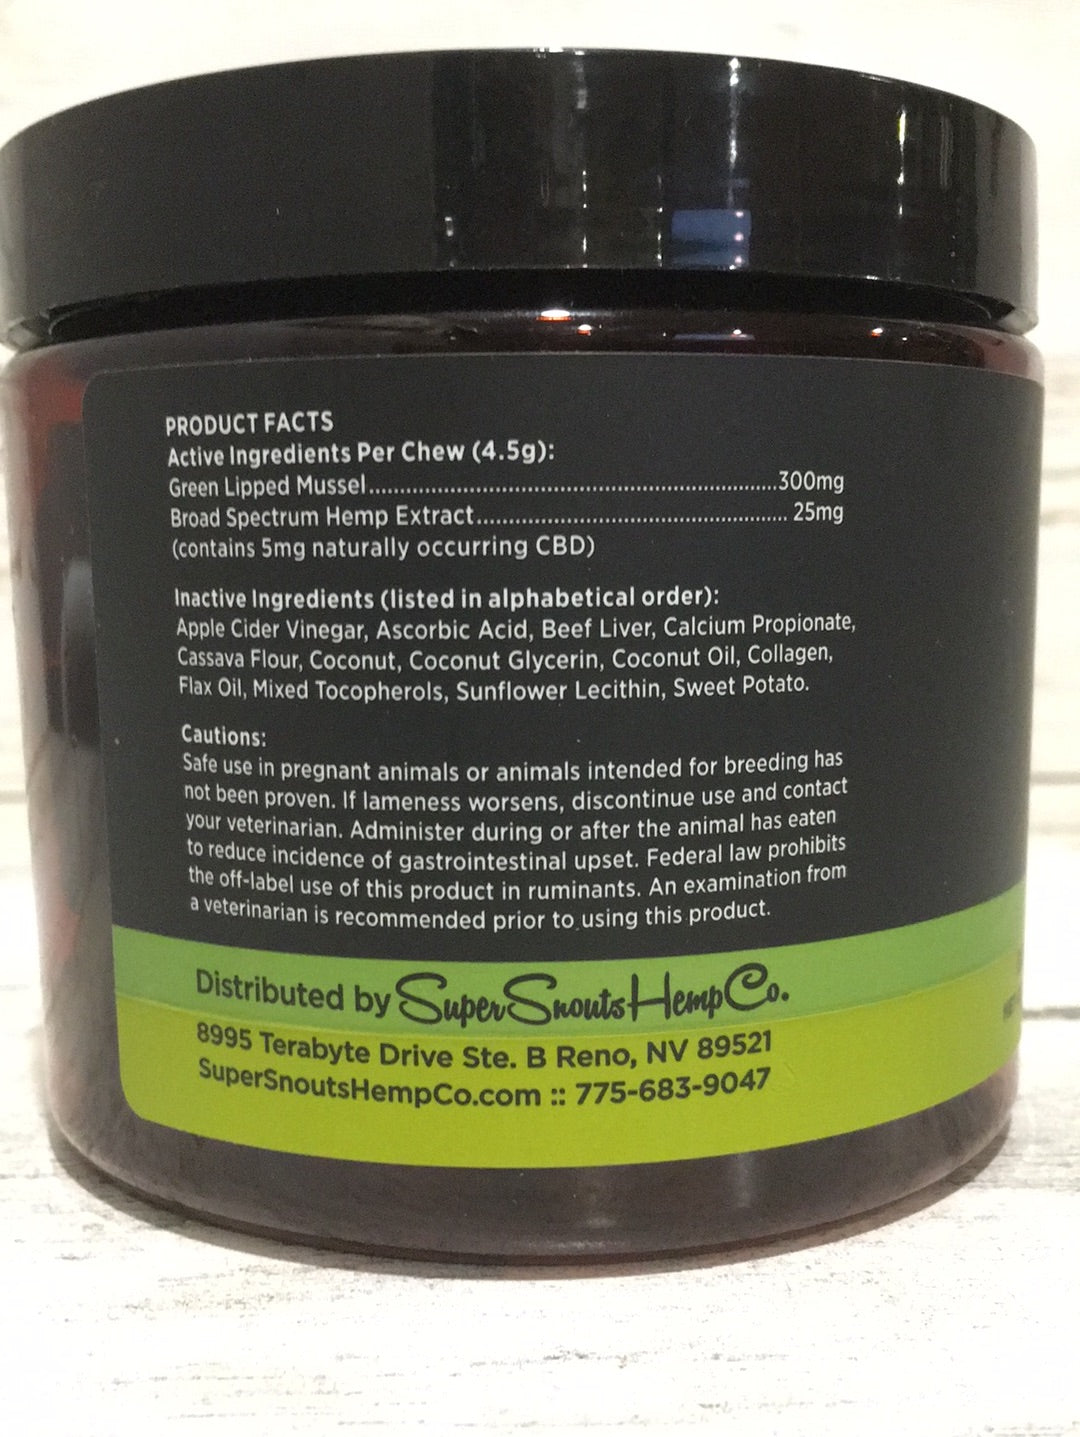 PRODUCT FACTS
Active Ingredients Per Chew (4.5g):
Green Lipped Mussel.............................................................300mg
Broad Spectrum Hemp Extract.............................................. 25mg
(contains 5mg naturally occurring CBD)
Inactive Ingredients (listed in alphabetical order):
Apple Cider Vinegar, Ascorbic Acid, Beef Liver, Calcium Propionate,
Cassava Flour, Coconut, Coconut Glycerin, Coconut Oil, Collagen,
Flax Oil, Mixed Tocopherols, Sunflower Lecithin, Sweet Potato.
Cautions:
Safe use in pregnant animals or animals intended for breeding has
not been proven. If lameness worsens, discontinue use and contact
your veterinarian. Administer during or after the animal has eaten
to reduce incidence of gastrointestinal upset. Federal law prohibits
the off-label use of this product in ruminants. An examination from
a veterinarian is recommended prior to using this product.
Distributed by Super Snouts Hemp Co.
8995 Terabyte Drive Ste. B Reno, NV 89521
SuperSnoutsHempCo.com :: 775-683-9047